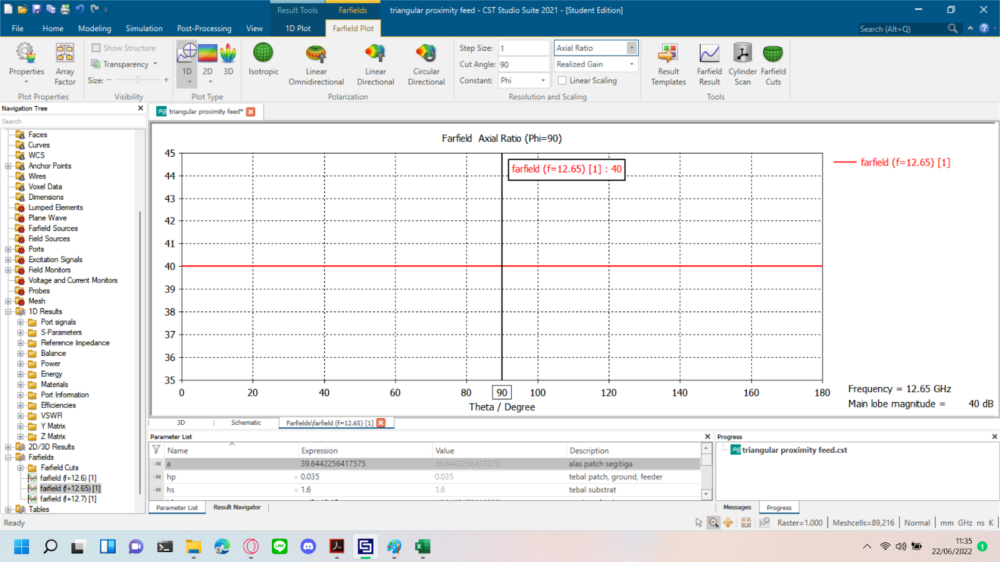 Result Tools
Farfields
triangular proximity feed - CST Studio Suite 2021 - [Student Edition]
File
Home
Modeling
Simulation
Post-Processing
View
1D Plot
Farfield Plot
Search (Alt+Q)
Properties
Array
Factor
Plot Properties
Show Structure
Transparency
Size:
Visibility
1D
2D
3D
Plot Type
Isotropic
Linear
Omnidirectional
Linear
Directional
Circular
Directional
Polarization
Step Size: 1
Cut Angle: 90
Constant: Phi
Axial Ratio
Realized Gain
Linear Scaling
Resolution and Scaling
Result
Templates
Farfield
Result
Cylinder
Scan
Farfield
Cuts
Tools
Navigation Tree
Search
Faces
Curves
WCS
Anchor Points
Wires
Voxel Data
Dimensions
Lumped Elements
Plane Wave
Farfield Sources
Field Sources
Ports
Excitation Signals
Field Monitors
Voltage and Current Monitors
Probes
Mesh
1D Results
Port signals
S-Parameters
Reference Impedance
Balance
Power
Energy
Materials
Port Information
Efficiencies
VSWR
Y Matrix
Z Matrix
2D/3D Results
Farfields
Farfield Cuts
farfield (f=12.6) [1]
farfield (f=12.65) [1]
farfield (f=12.7) [1]
Tables
triangular proximity feed*
Farfield Axial Ratio (Phi=90)
45
44
43
42
41
40
39
38
37
36
35
farfield (f=12.65) [1] : 40
farfield (f=12.65) [1]
0 20 40 60 80 90 100 120 140 160 180
Theta / Degree
Frequency = 12.65 GHz
Main lobe magnitude = 40 dB
3D
Schematic
Farfields\farfield (f=12.65) [1]
Parameter List
Name Expression Value Description
a 39.6442256417575 39.6442256417575 alas patch segitiga
hp = 0.035 0.035 tebal patch, ground, feeder
hs = 1.6 1.6 tebal substrat
Parameter List
Result Navigator
Progress
triangular proximity feed.cst
Messages
Progress
Ready
Raster=1.000
Meshcells=89,216
Normal
mm GHz ns K
LINE
11:35
22/06/2022
1